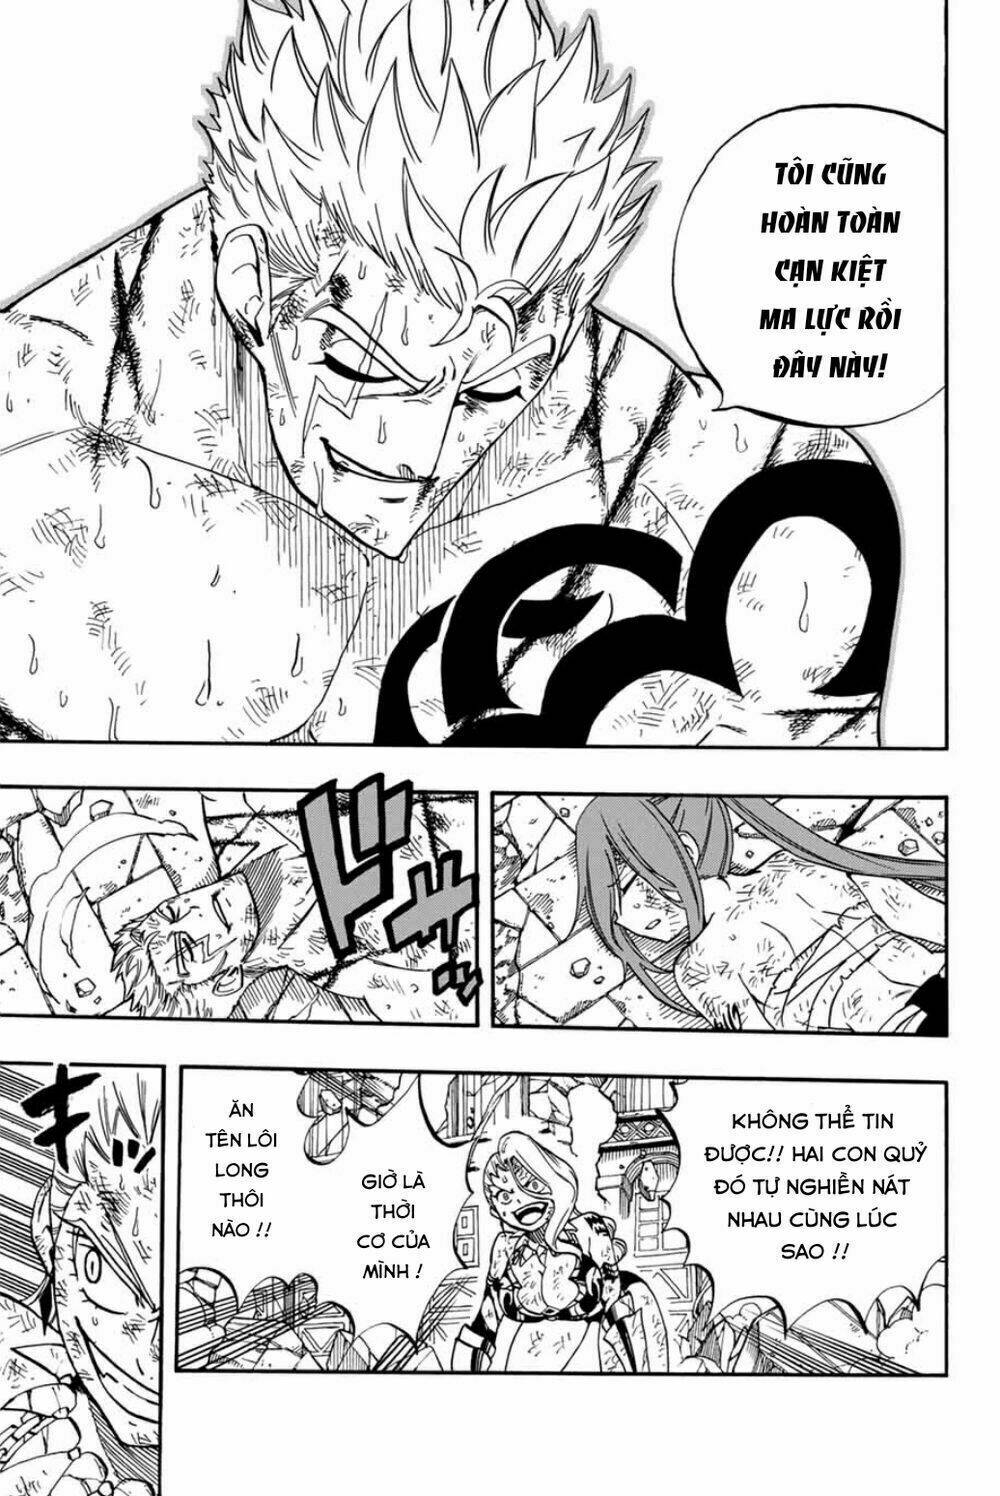 TÔI CŨNG
HOÀN TOÀN
CẠN KIỆT
MA LỰC RỒI
ĐÂY NÀY!
ドドォッ
KHÔNG THỂ TIN
ĐƯỢC!! HAI CON QUỶ
ĐÓ TỰ NGHIỀN NÁT
NHAU CÙNG LÚC
SAO !!
GIỜ LÀ
THỜI
CƠ CỦA
MÌNH !
ĂN
TÊN LÔI
LONG
THÔI
NÀO !!